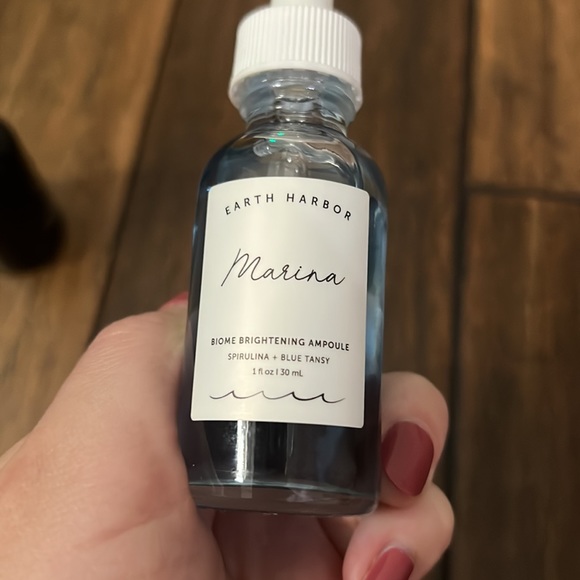 EARTH HARBOR
Marina
BIOME BRIGHTENING AMPOULE
SPIRULINA + BLUE TANSY
1 fl oz | 30 mL